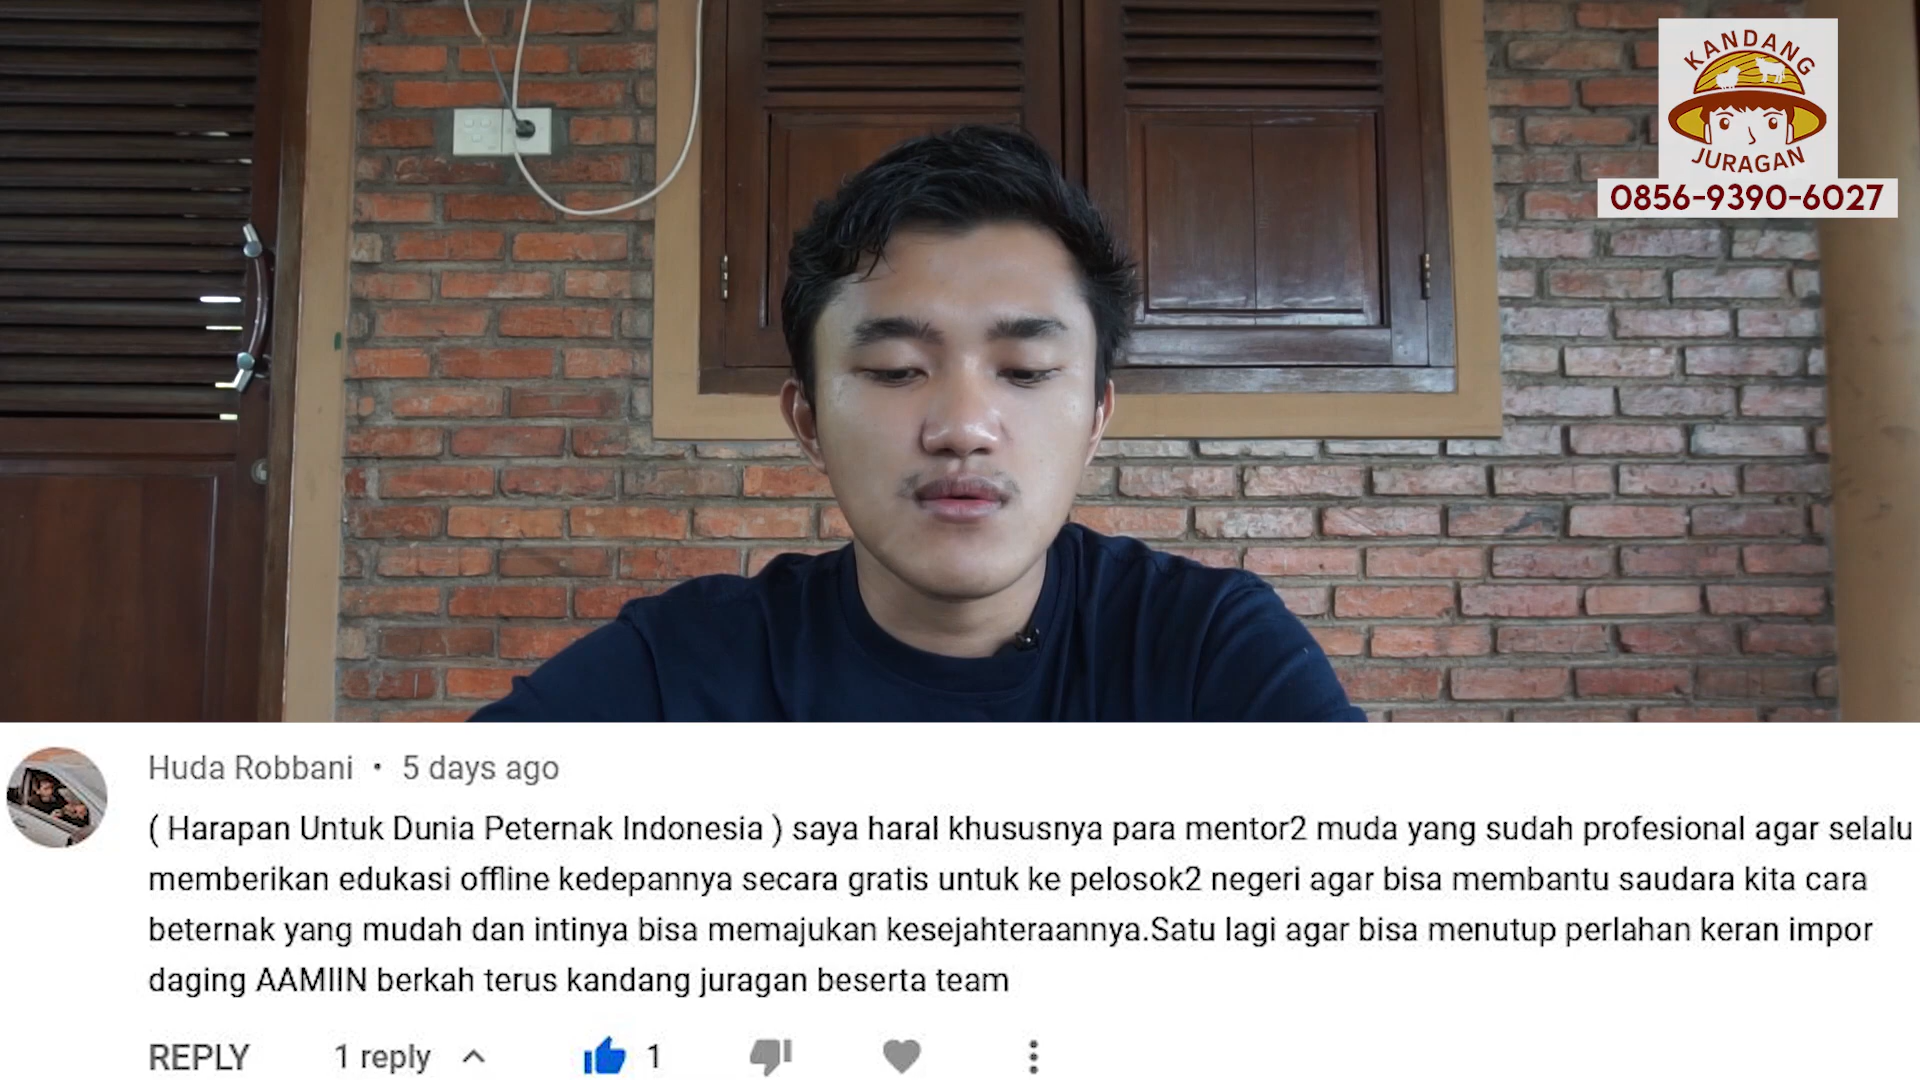 KANDANG
JURAGAN
0856-9390-6027
Huda Robbani • 5 days ago
( Harapan Untuk Dunia Peternak Indonesia ) saya haral khususnya para mentor2 muda yang sudah profesional agar selalu
memberikan edukasi offline kedepannya secara gratis untuk ke pelosok2 negeri agar bisa membantu saudara kita cara
beternak yang mudah dan intinya bisa memajukan kesejahteraannya.Satu lagi agar bisa menutup perlahan keran impor
daging AAMIIN berkah terus kandang juragan beserta team
REPLY 1 reply 1